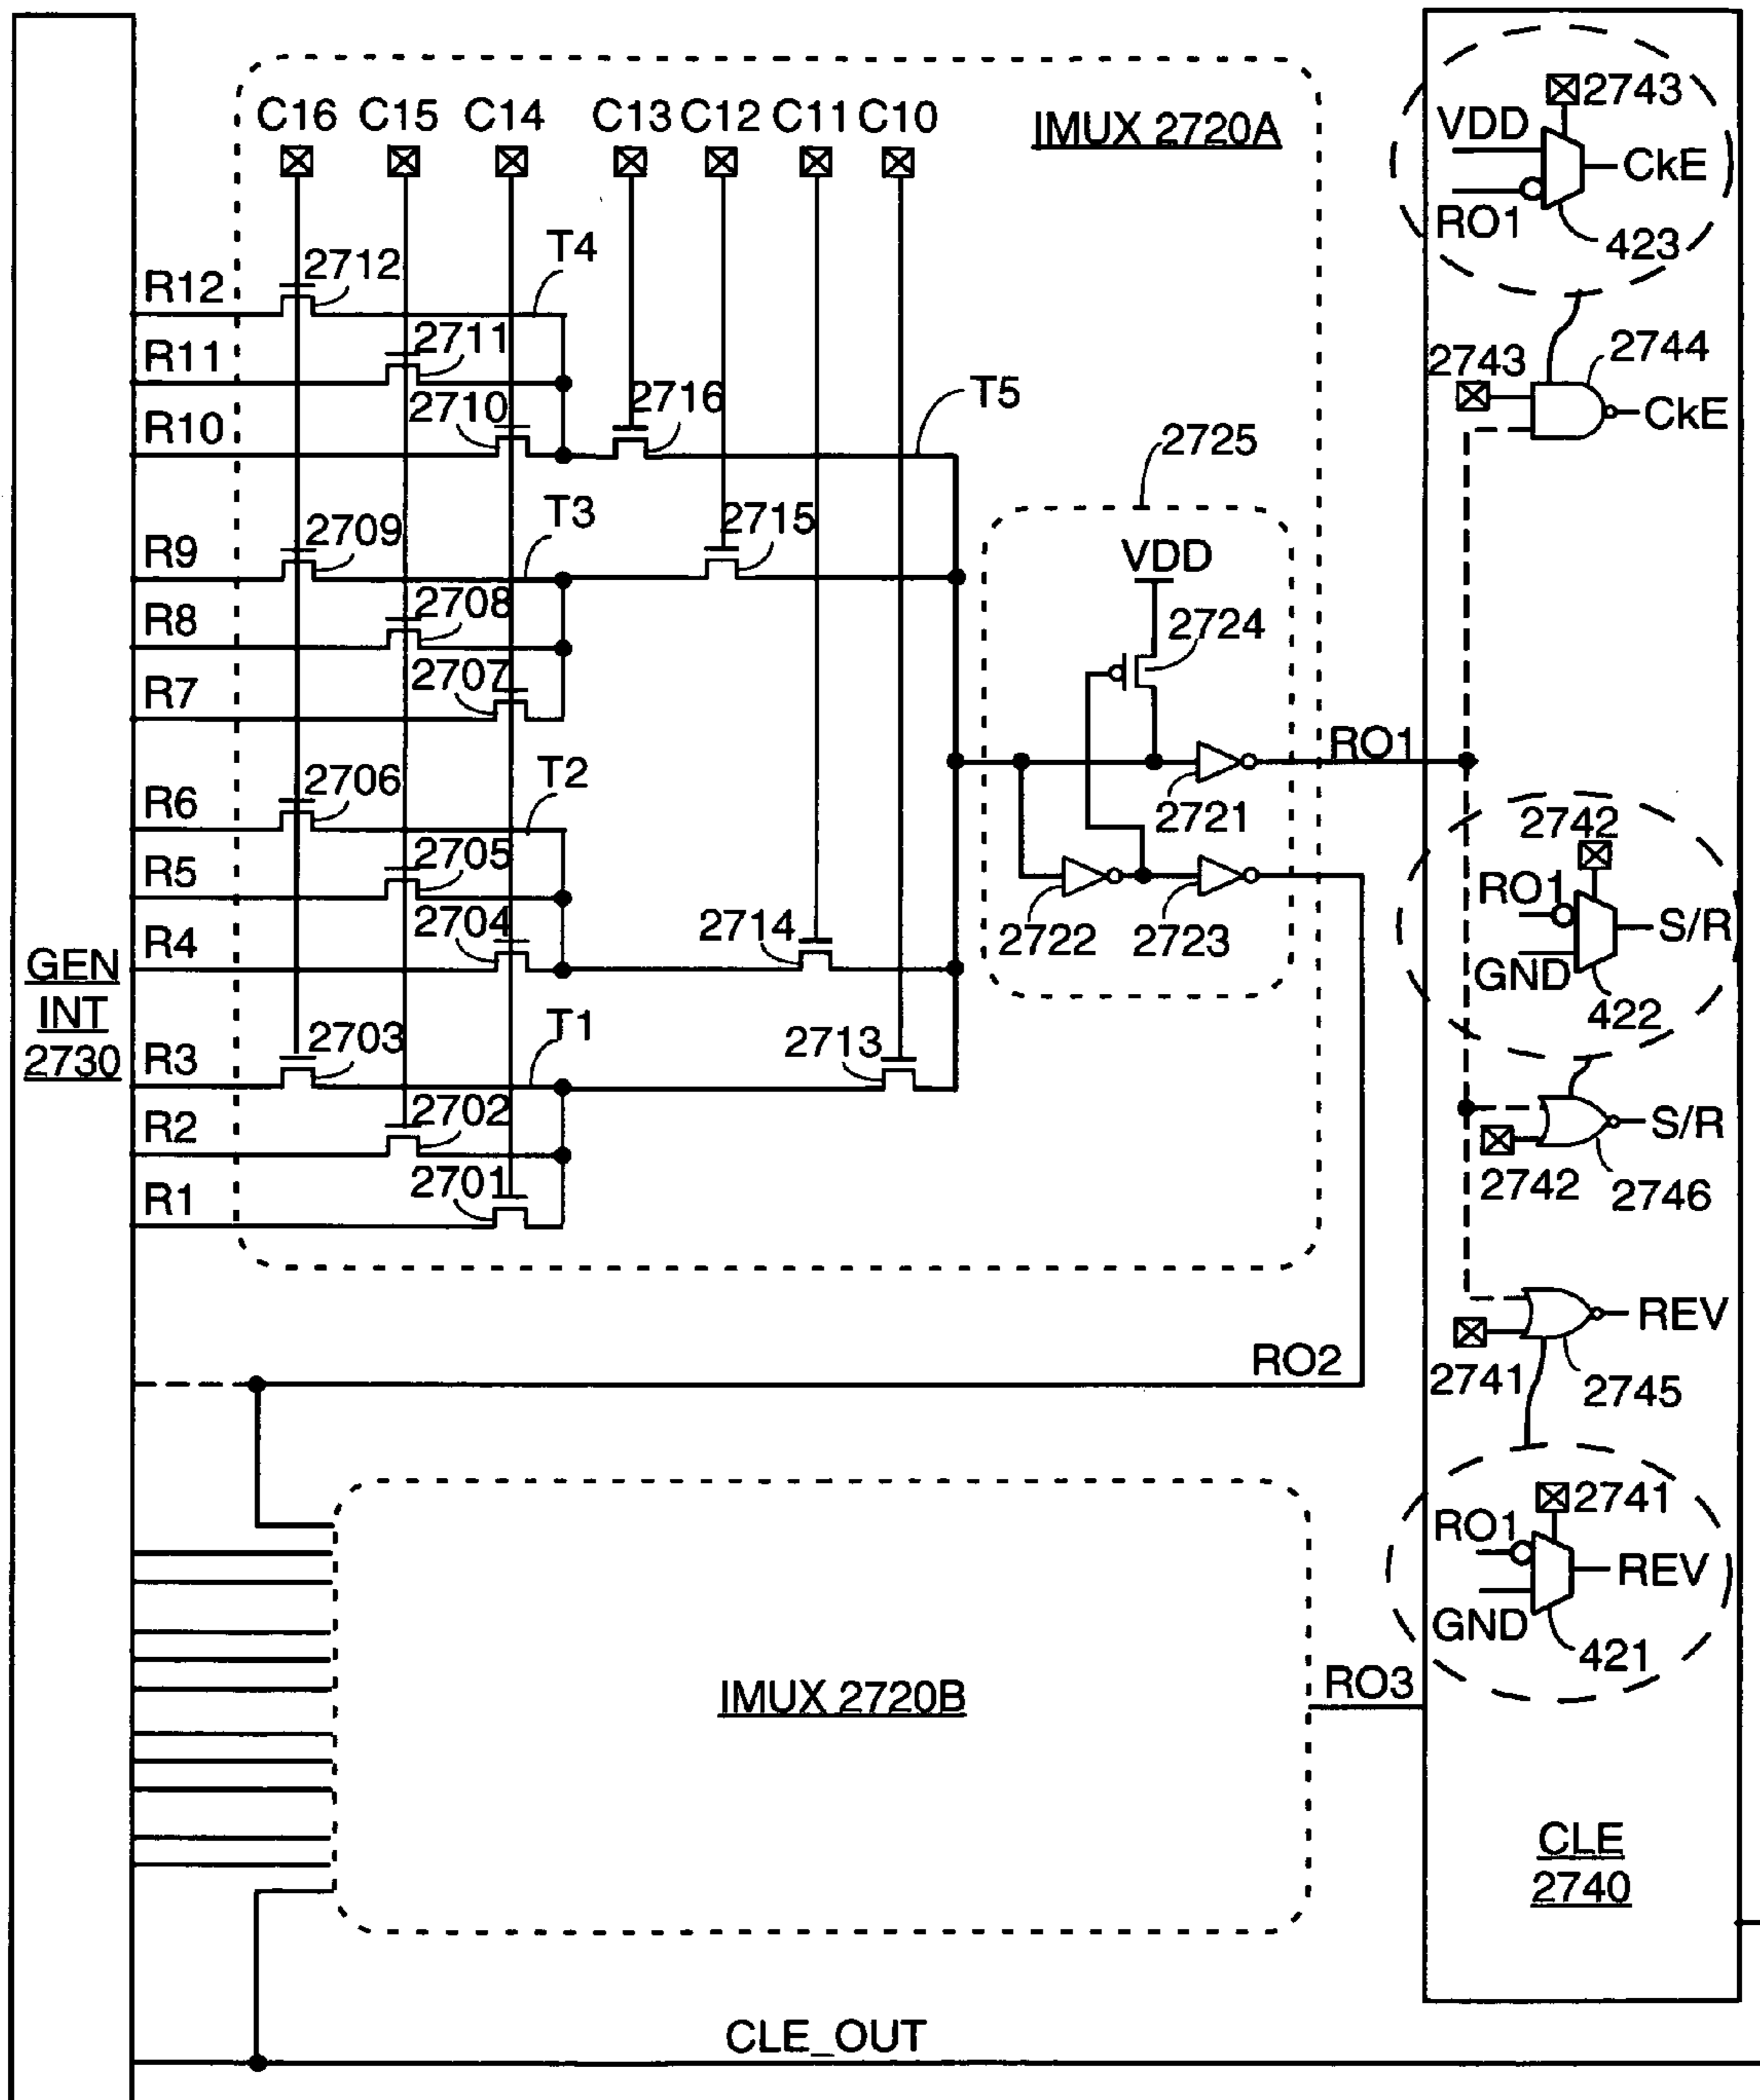 C16 C15 C14 C13 C12 C11 C10
IMUX 2720A
2743
VDD
CkE
RO1
423
R12
2712
T4
R11
2711
2743
2744
CkE
R10
2710
2716
T5
2725
R9
2709
T3
2715
VDD
R8
2708
2724
R7
2707
RO1
R6
2706
T2
2721
2742
R5
2705
RO1
S/R
R4
2704
2714
2722
2723
GND
422
GEN
INT
2730
R3
2703
T1
2713
R2
2702
S/R
2742
2746
R1
2701
REV
RO2
2741
2745
2741
RO1
REV
GND
421
IMUX 2720B
RO3
CLE
2740
CLE_OUT